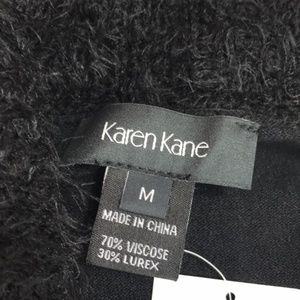 Karen Kane
M
MADE IN CHINA
70% VISCOSE
30% LUREX